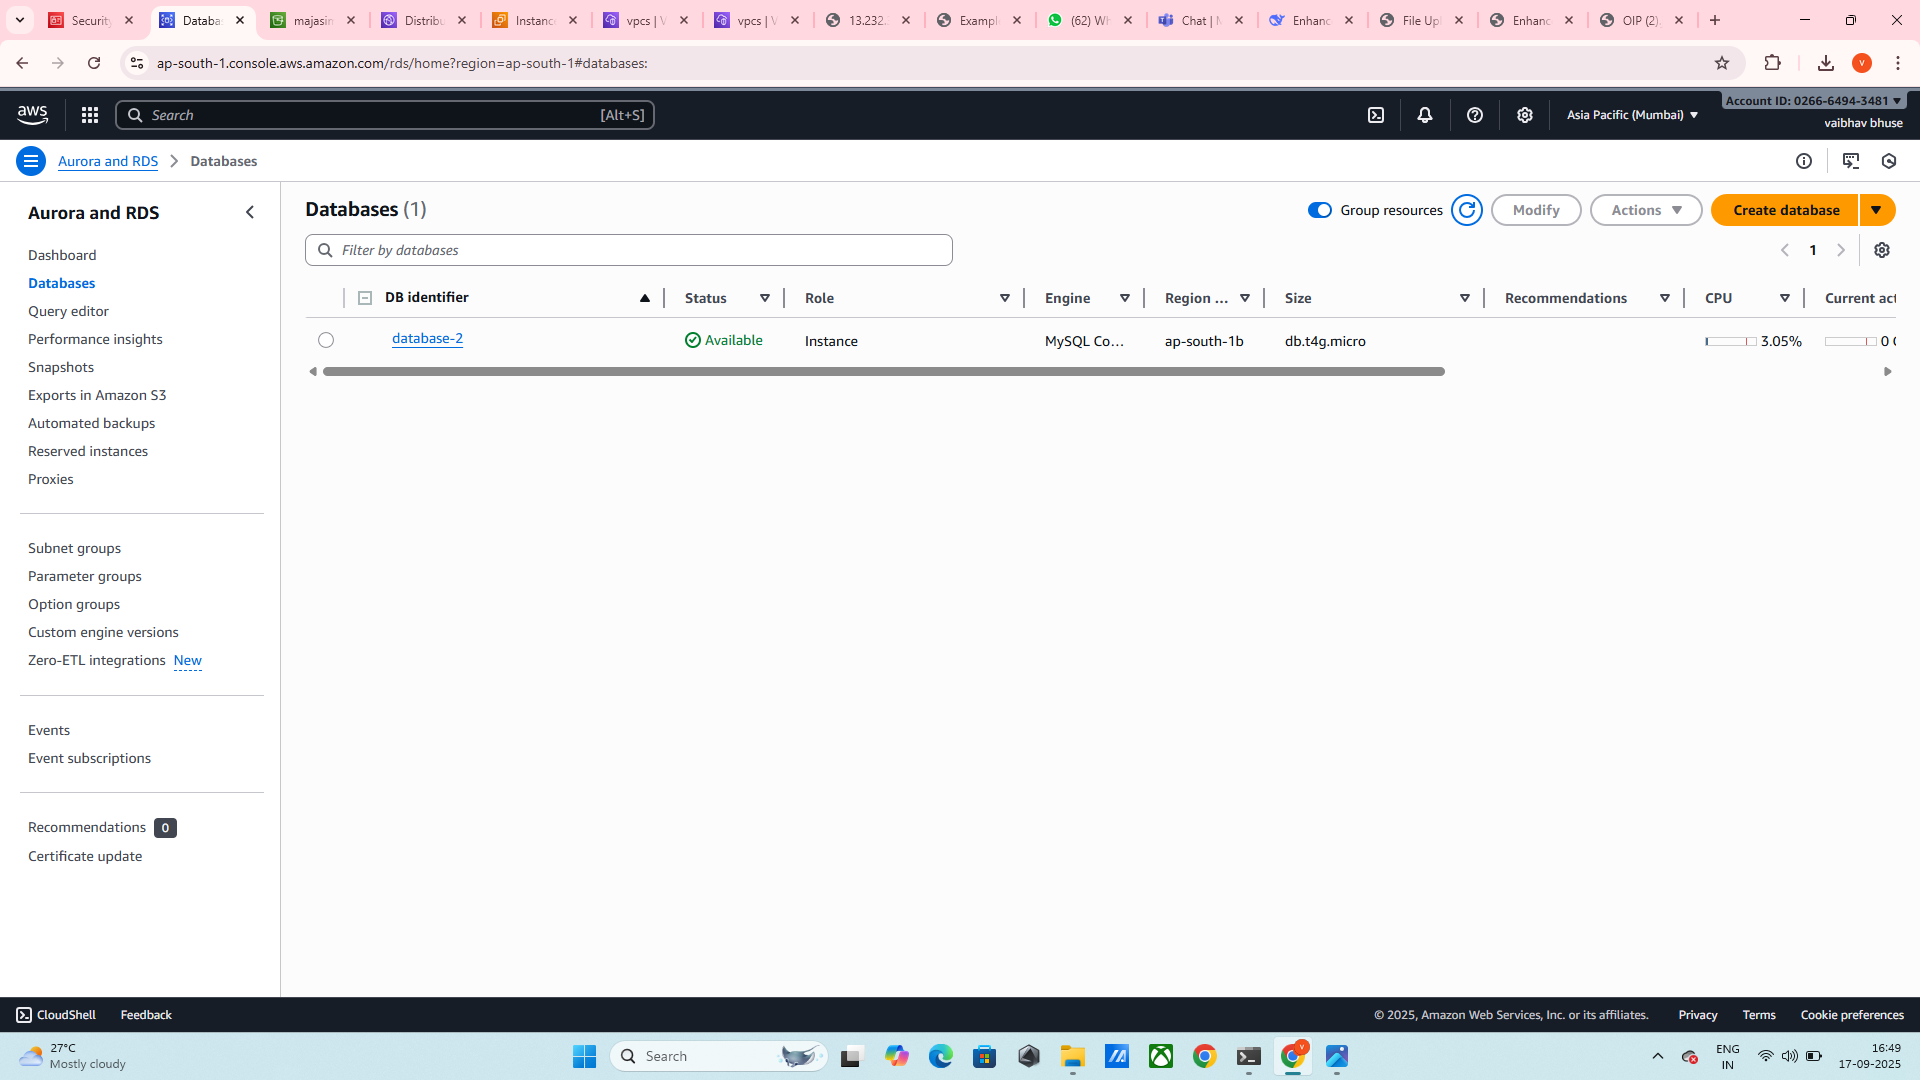 Security
Databas
majasin
Distribu
Instance
vpcs | V
vpcs | V
13.232.
Example
(62) Wh
Chat | M
Enhanc
File Upl
Enhanc
OIP (2).
ap-south-1.console.aws.amazon.com/rds/home?region=ap-south-1#databases:
V
aws
Search
[Alt+S]
Asia Pacific (Mumbai)
Account ID: 0266-6494-3481
vaibhav bhuse
Aurora and RDS
Databases
Aurora and RDS
Dashboard
Databases
Query editor
Performance insights
Snapshots
Exports in Amazon S3
Automated backups
Reserved instances
Proxies
Subnet groups
Parameter groups
Option groups
Custom engine versions
Zero-ETL integrations New
Events
Event subscriptions
Recommendations 0
Certificate update
Databases (1)
Group resources
Modify
Actions
Create database
Filter by databases
1
DB identifier Status Role Engine Region ... Size Recommendations CPU Current act
database-2 Available Instance MySQL Co... ap-south-1b db.t4g.micro 3.05% 0 C
CloudShell Feedback
© 2025, Amazon Web Services, Inc. or its affiliates. Privacy Terms Cookie preferences
27°C
Mostly cloudy
Search
V
ENG
IN
16:49
17-09-2025